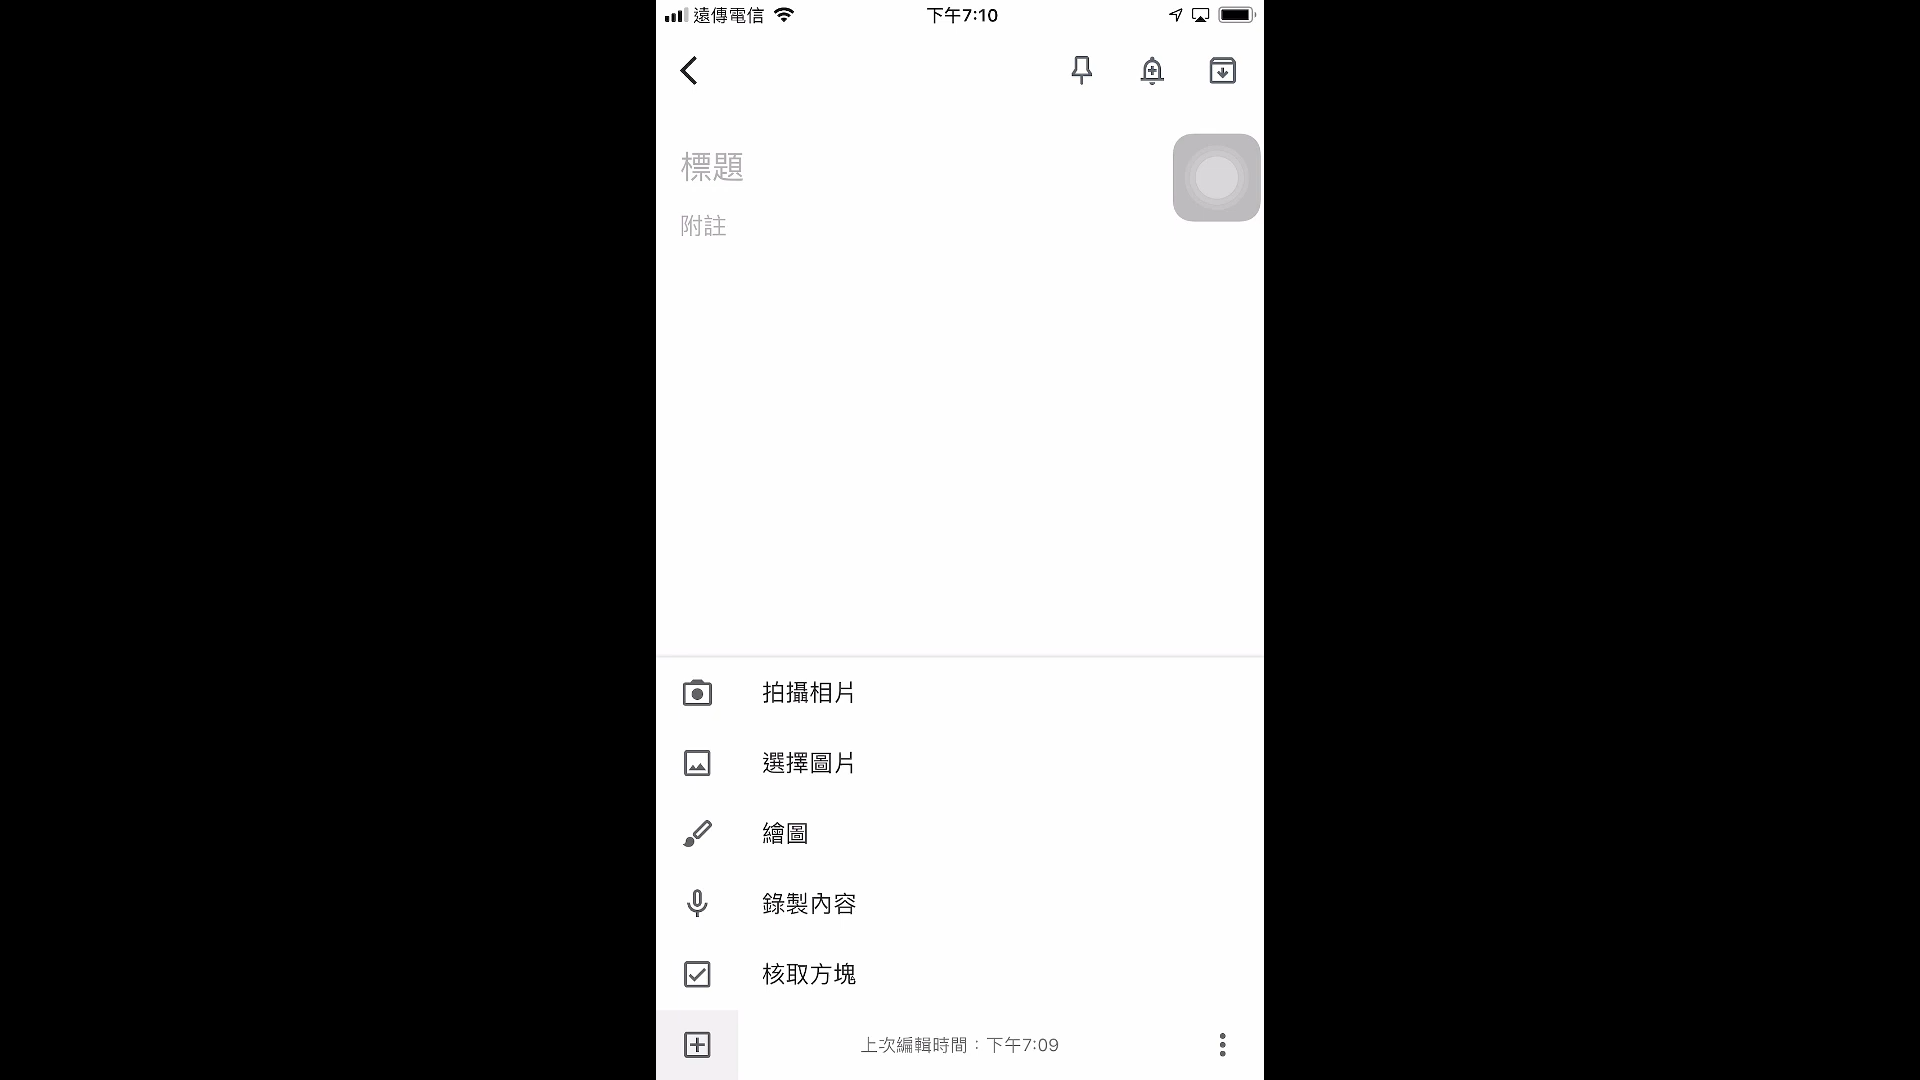 遠傳電信 下午7:10
標題
附註
拍攝相片
選擇圖片
繪圖
錄製內容
核取方塊
上次編輯時間：下午7:09